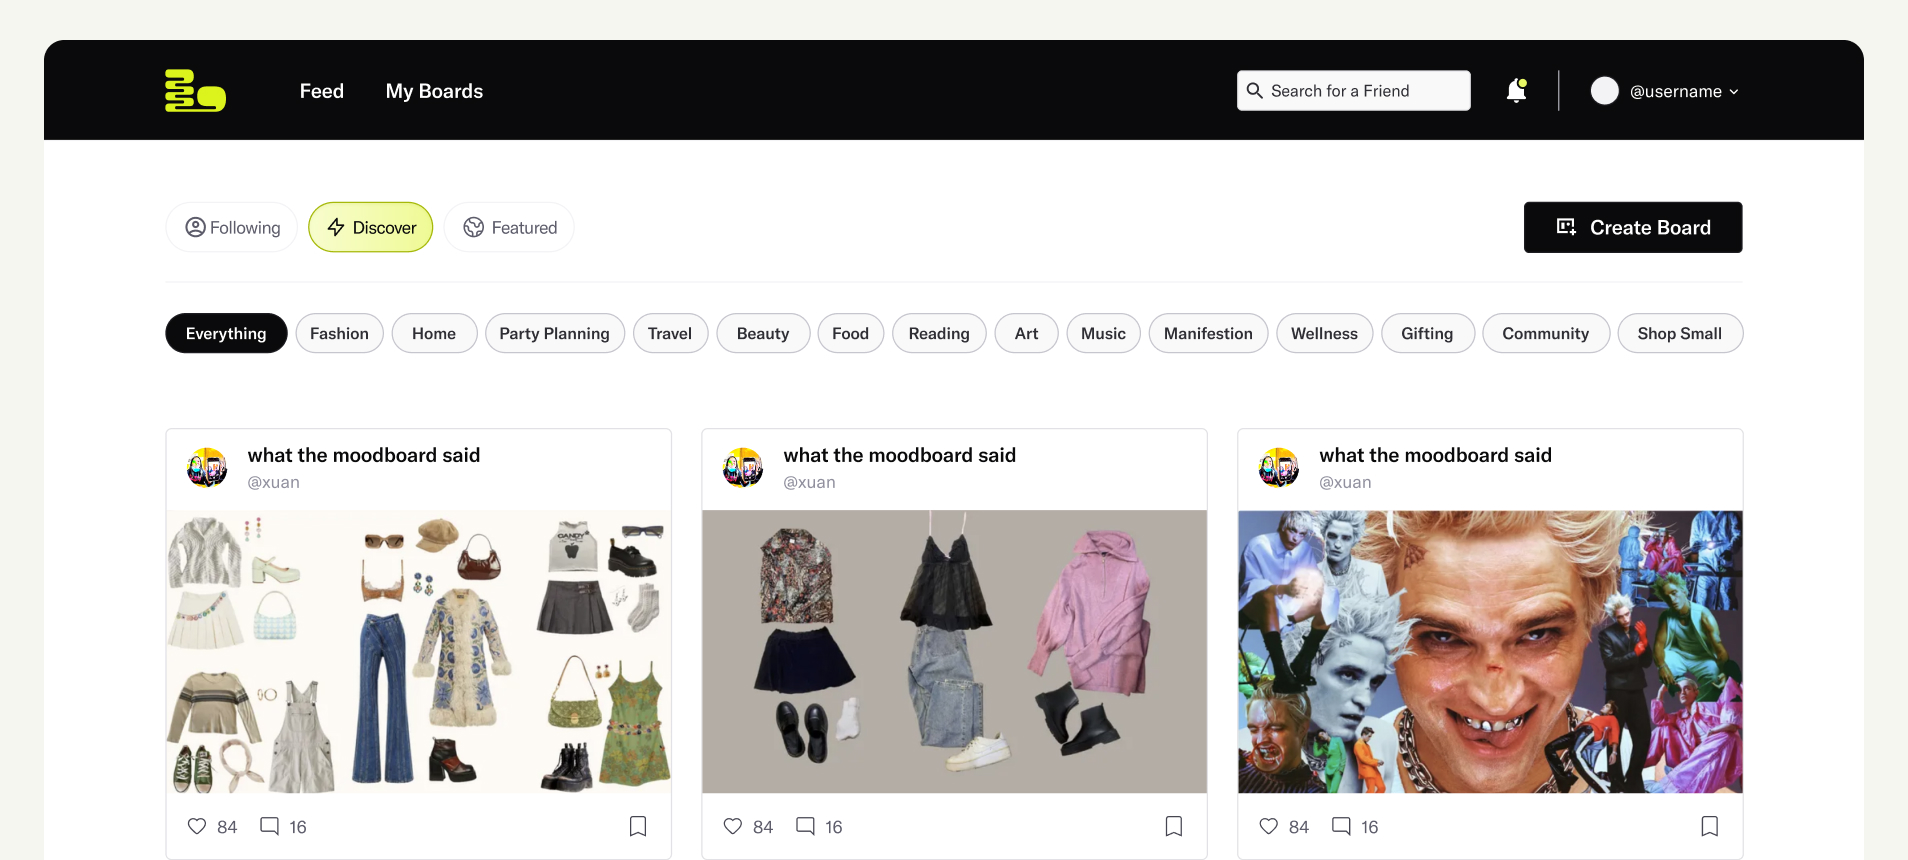 Feed My Boards Search for a Friend @username
Following Discover Featured Create Board
Everything Fashion Home Party Planning Travel Beauty Food Reading Art Music Manifestion Wellness Gifting Community Shop Small
what the moodboard said
@xuan
CANDY
84 16
what the moodboard said
@xuan
84 16
what the moodboard said
@xuan
84 16